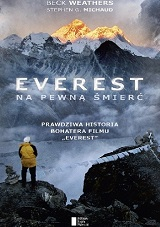 BECK WEATHERS
STEPHEN G. MICHAUD
EVEREST
NA PEWNĄ ŚMIERĆ
PRAWDZIWA HISTORIA
BOHATERA FILMU
„EVEREST”